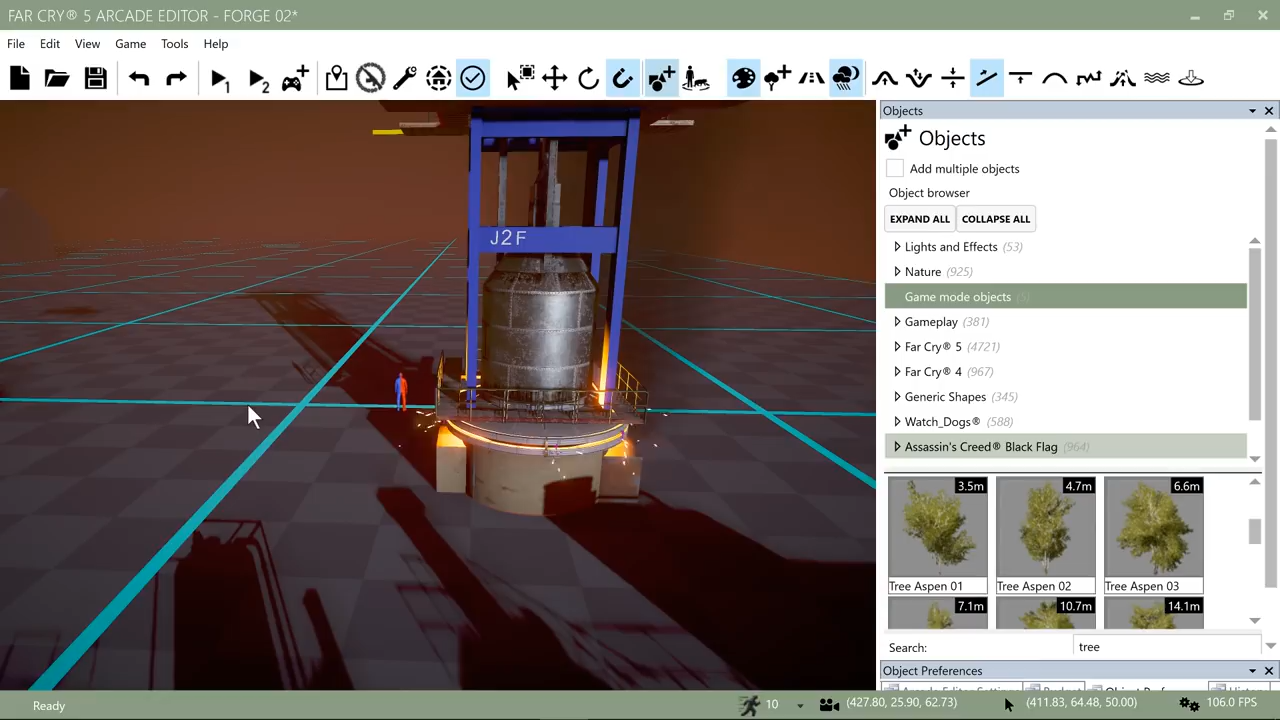 FAR CRY® 5 ARCADE EDITOR - FORGE 02*
File Edit View Game Tools Help
1 2
J2F
Objects
Objects
Add multiple objects
Object browser
EXPAND ALL COLLAPSE ALL
Lights and Effects (53)
Nature (925)
Game mode objects (5)
Gameplay (381)
Far Cry® 5 (4721)
Far Cry® 4 (967)
Generic Shapes (345)
Watch_Dogs® (588)
Assassin's Creed® Black Flag (964)
3.5m 4.7m 6.6m
Tree Aspen 01 Tree Aspen 02 Tree Aspen 03
7.1m 10.7m 14.1m
Search: tree
Object Preferences
Ready 10 (427.80, 25.90, 62.73) (411.83, 64.48, 50.00) 106.0 FPS